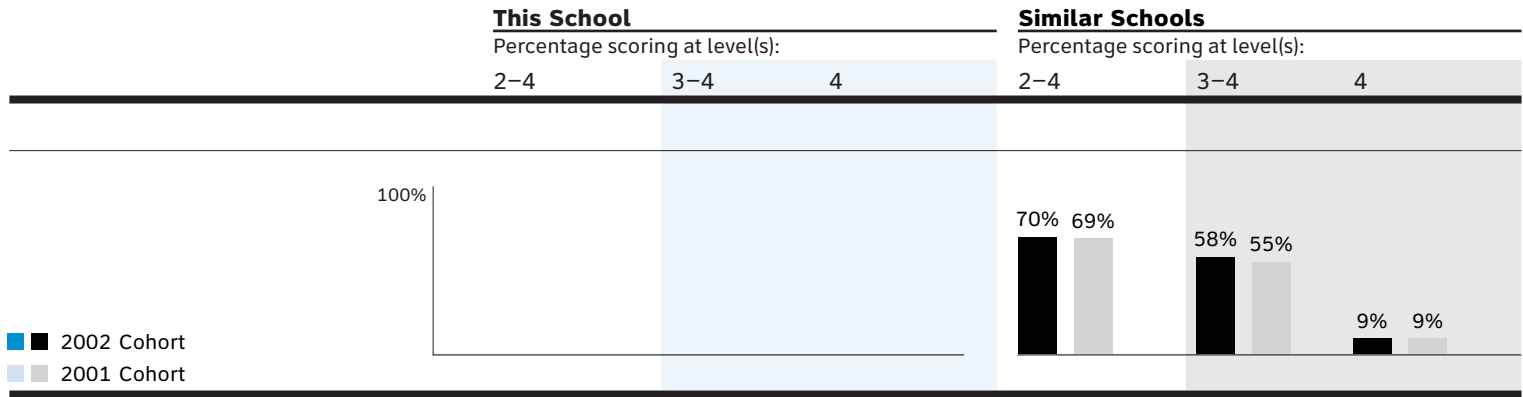 This School Similar Schools
Percentage scoring at level(s): Percentage scoring at level(s):
2–4 3–4 4 2–4 3–4 4
100%
70% 69% 58% 55% 9% 9%
2002 Cohort
2001 Cohort